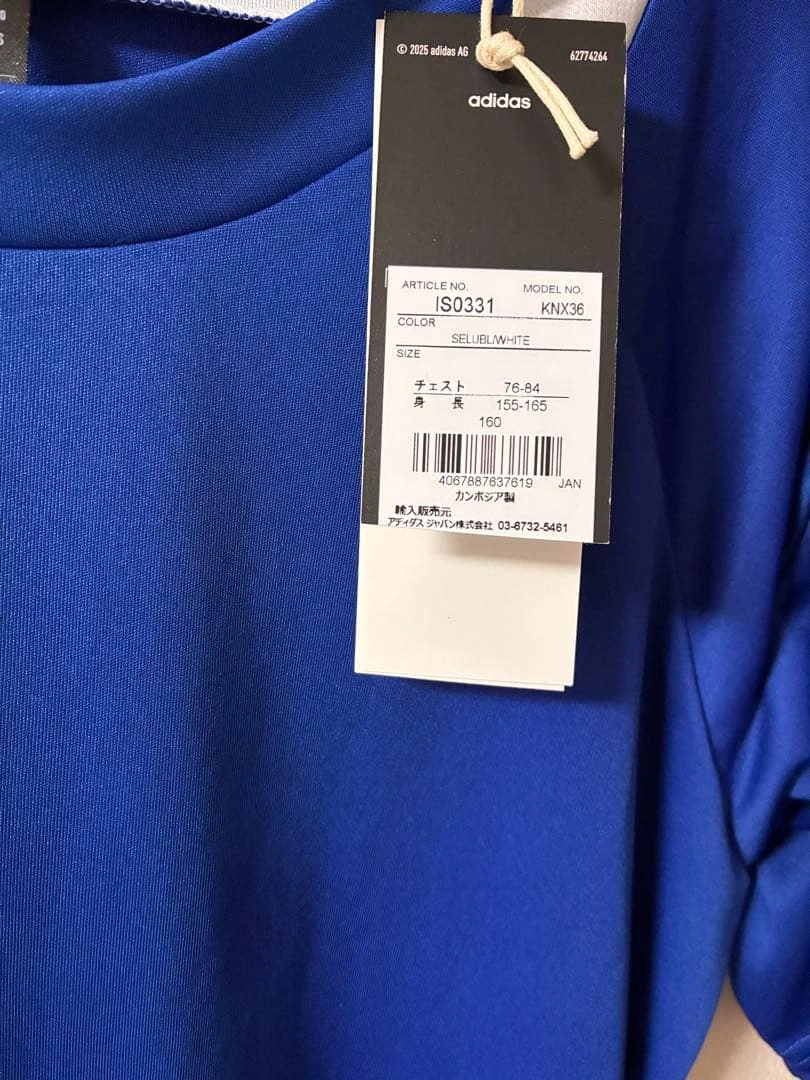 © 2025 adidas AG 62774264
adidas
ARTICLE NO. MODEL NO.
IS0331 KNX36
COLOR
SELUBL/WHITE
SIZE
チェスト 76-84
身長 155-165
160
4067887637619 JAN
カンボジア製
輸入販売元
アディダス ジャパン株式会社 03-6732-5461